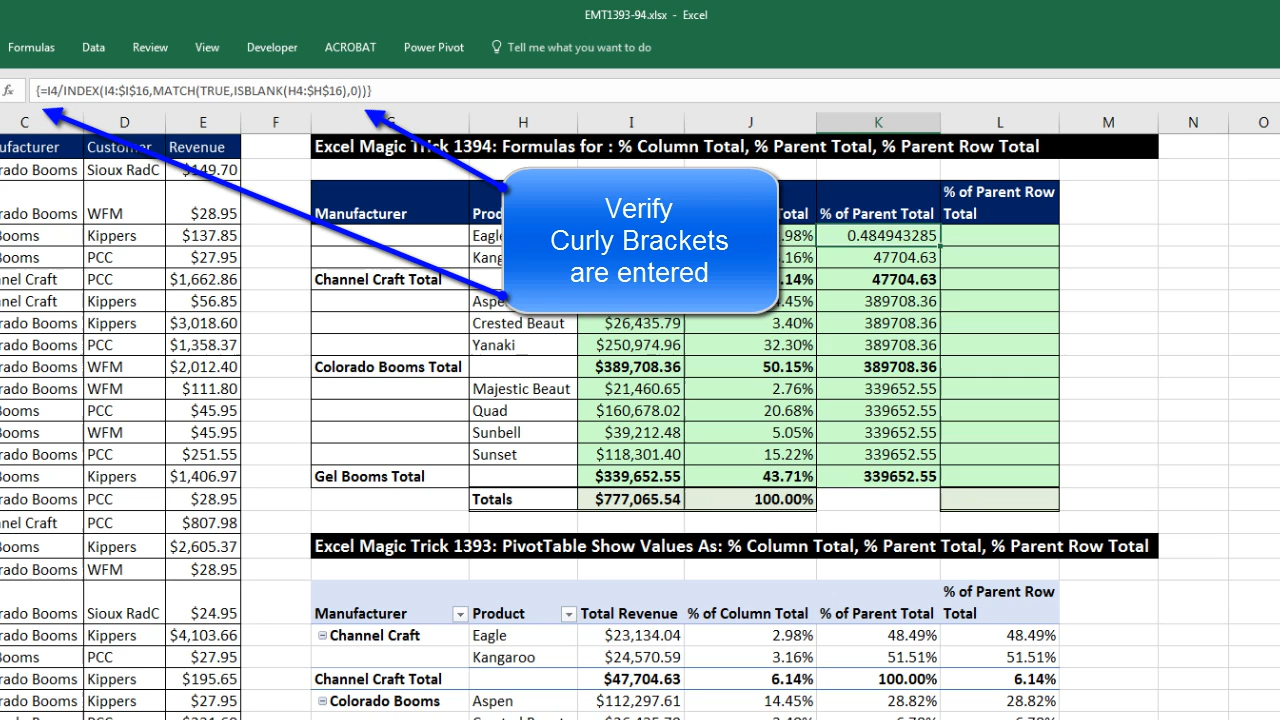 EMT1393-94.xlsx - Excel
Formulas Data Review View Developer ACROBAT Power Pivot Tell me what you want to do
fx {=I4/INDEX(I4:$I$16,MATCH(TRUE,ISBLANK(H4:$H$16),0))}
C D E F G H I J K L M N O
ufacturer Customer Revenue Excel Magic Trick 1394: Formulas for : % Column Total, % Parent Total, % Parent Row Total
rado Booms Sioux RadC $149.70
% of Parent Row
rado Booms WFM $28.95 Manufacturer Prod Total % of Parent Total Total
Booms Kippers $137.85 Eagle .98% 0.484943285
Booms PCC $27.95 Kang .16% 47704.63
nel Craft PCC $1,662.86 Channel Craft Total .14% 47704.63
nel Craft Kippers $56.85 Aspe .45% 389708.36
rado Booms Kippers $3,018.60 Crested Beaut $26,435.79 3.40% 389708.36
rado Booms PCC $1,358.37 Yanaki $250,974.96 32.30% 389708.36
rado Booms WFM $2,012.40 Colorado Booms Total $389,708.36 50.15% 389708.36
rado Booms WFM $111.80 Majestic Beaut $21,460.65 2.76% 339652.55
Booms PCC $45.95 Quad $160,678.02 20.68% 339652.55
Booms WFM $45.95 Sunbell $39,212.48 5.05% 339652.55
rado Booms PCC $251.55 Sunset $118,301.40 15.22% 339652.55
Booms Kippers $1,406.97 Gel Booms Total $339,652.55 43.71% 339652.55
rado Booms PCC $28.95 Totals $777,065.54 100.00%
nel Craft PCC $807.98
Booms Kippers $2,605.37 Excel Magic Trick 1393: PivotTable Show Values As: % Column Total, % Parent Total, % Parent Row Total
rado Booms WFM $28.95
% of Parent Row
rado Booms Sioux RadC $24.95 Manufacturer Product Total Revenue % of Column Total % of Parent Total Total
rado Booms Kippers $4,103.66 Channel Craft Eagle $23,134.04 2.98% 48.49% 48.49%
Booms PCC $27.95 Kangaroo $24,570.59 3.16% 51.51% 51.51%
rado Booms Kippers $195.65 Channel Craft Total $47,704.63 6.14% 100.00% 6.14%
rado Booms Kippers $27.95 Colorado Booms Aspen $112,297.61 14.45% 28.82% 28.82%
Verify
Curly Brackets
are entered